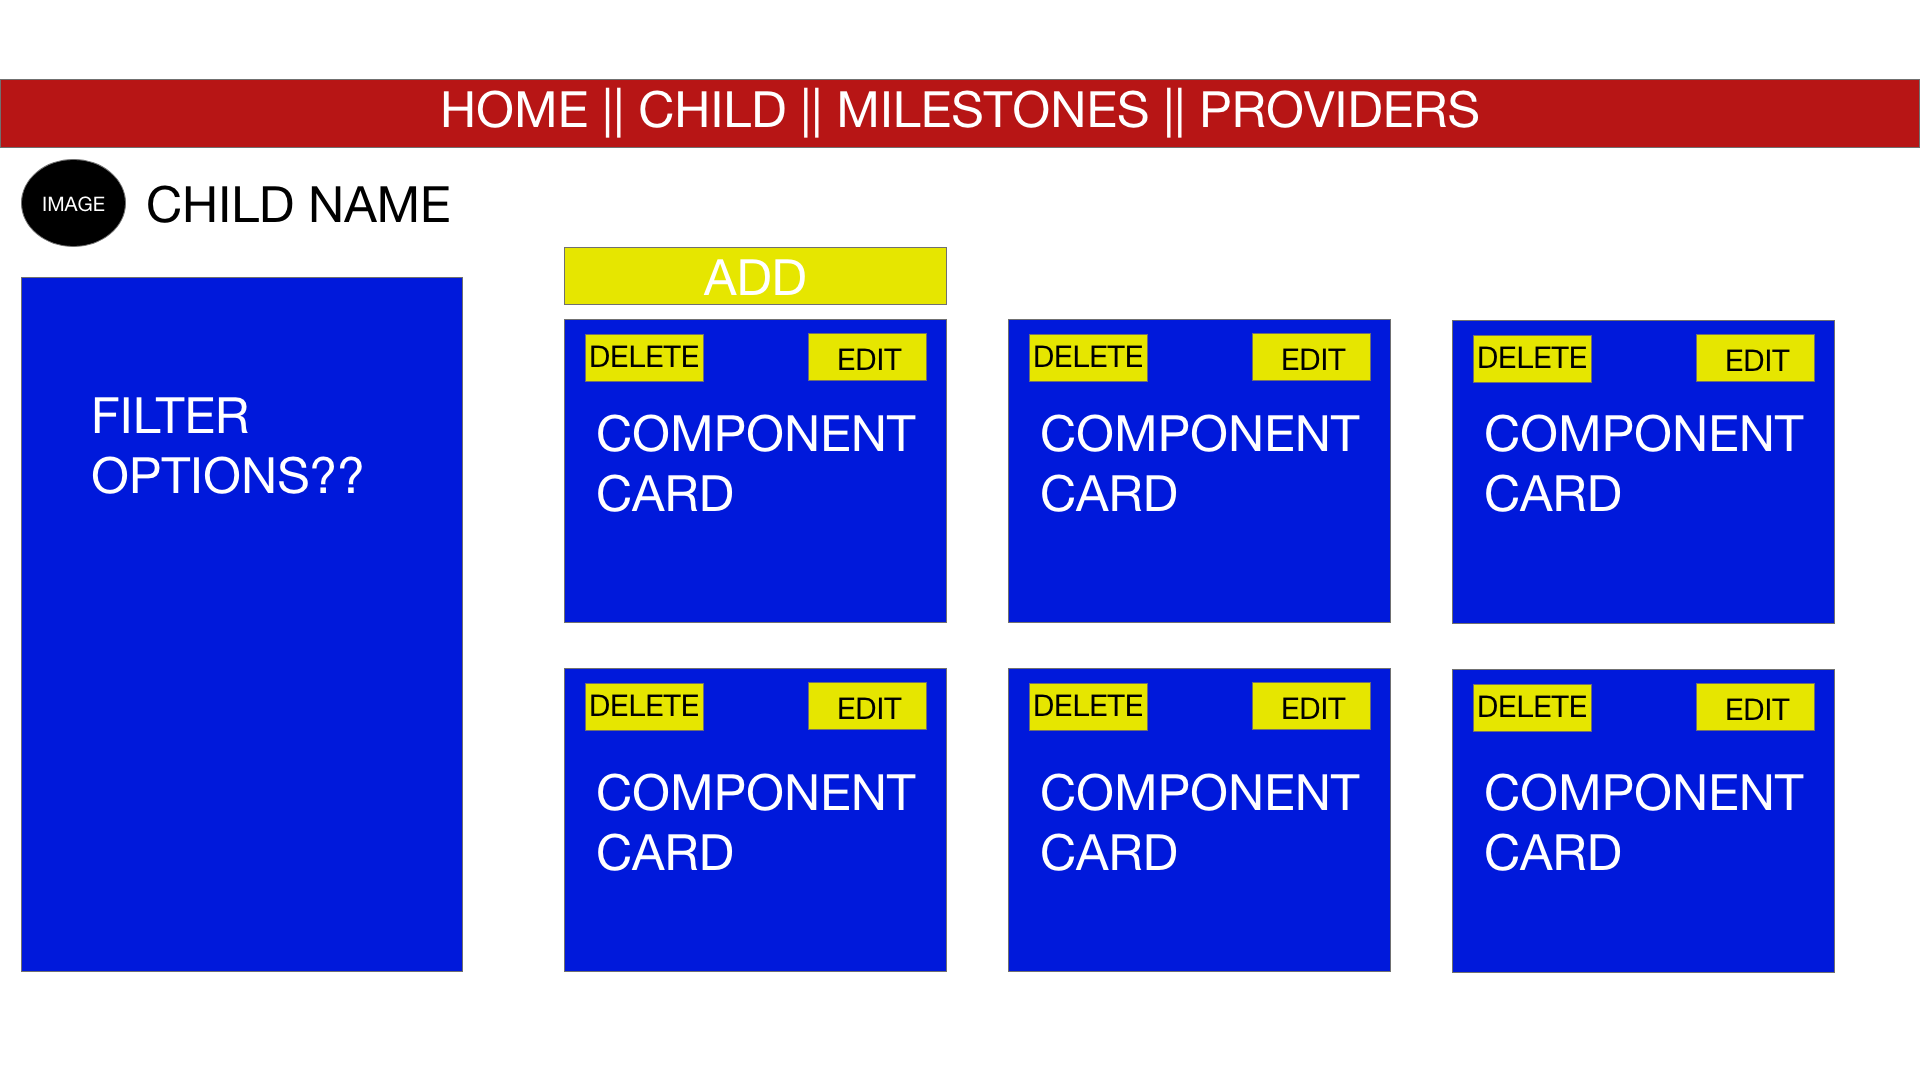 HOME || CHILD || MILESTONES || PROVIDERS
IMAGE
CHILD NAME
FILTER
OPTIONS??
ADD
DELETE
EDIT
COMPONENT
CARD
DELETE
EDIT
COMPONENT
CARD
DELETE
EDIT
COMPONENT
CARD
DELETE
EDIT
COMPONENT
CARD
DELETE
EDIT
COMPONENT
CARD
DELETE
EDIT
COMPONENT
CARD